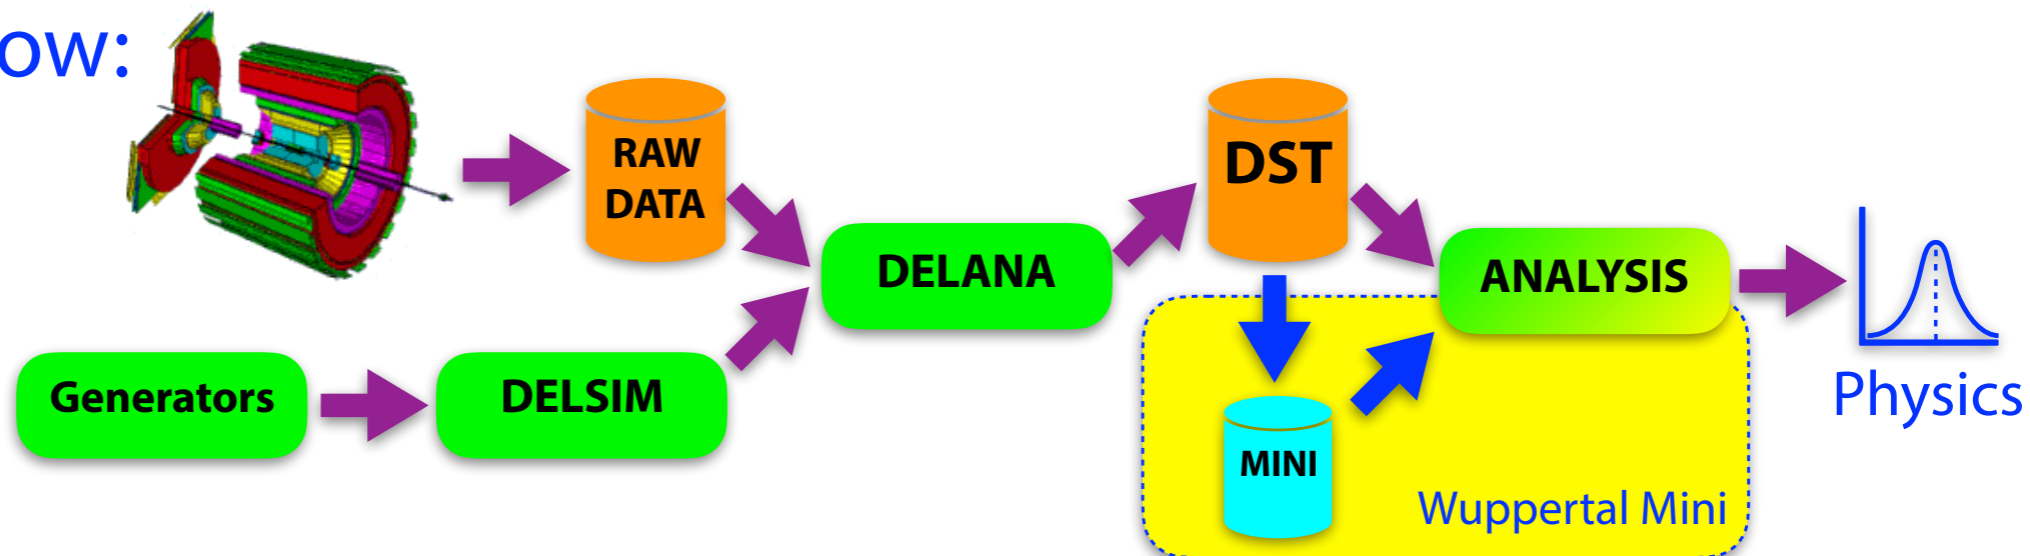 ow:
RAW
DATA
DST
DELANA
ANALYSIS
Generators
DELSIM
MINI
Wuppertal Mini
Physics